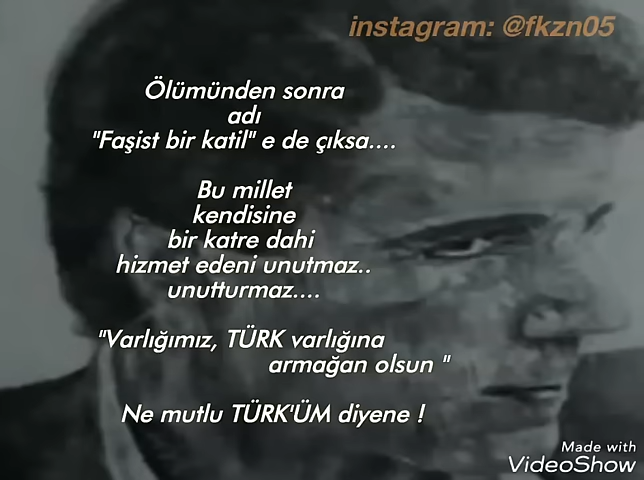 instagram: @fkzn05
Ölümünden sonra
adı
"Faşist bir katil" e de çıksa....
Bu millet
kendisine
bir katre dahi
hizmet edeni unutmaz..
unutturmaz....
"Varlığımız, TÜRK varlığına
armağan olsun "
Ne mutlu TÜRK'ÜM diyene !
Made with
VideoShow